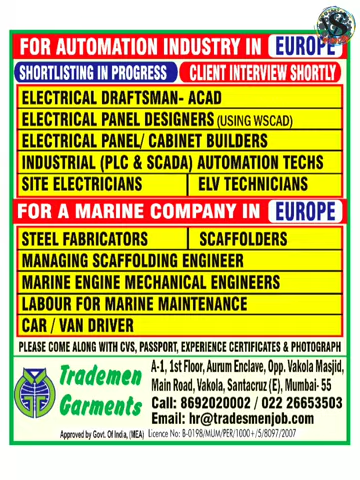 FOR AUTOMATION INDUSTRY IN EUROPE
SHORTLISTING IN PROGRESS CLIENT INTERVIEW SHORTLY
ELECTRICAL DRAFTSMAN- ACAD
ELECTRICAL PANEL DESIGNERS (USING WSCAD)
ELECTRICAL PANEL/ CABINET BUILDERS
INDUSTRIAL (PLC & SCADA) AUTOMATION TECHS
SITE ELECTRICIANS ELV TECHNICIANS
FOR A MARINE COMPANY IN EUROPE
STEEL FABRICATORS SCAFFOLDERS
MANAGING SCAFFOLDING ENGINEER
MARINE ENGINE MECHANICAL ENGINEERS
LABOUR FOR MARINE MAINTENANCE
CAR / VAN DRIVER
PLEASE COME ALONG WITH CVS, PASSPORT, EXPERIENCE CERTIFICATES & PHOTOGRAPH
Trademen
Garments
A-1, 1st Floor, Aurum Enclave, Opp. Vakola Masjid,
Main Road, Vakola, Santacruz (E), Mumbai- 55
Call: 8692020002 / 022 26653503
Email: hr@tradesmenjob.com
Approved by Govt. Of India, (MEA) Licence No: B-0198/MUM/PER/1000+/5/8097/2007